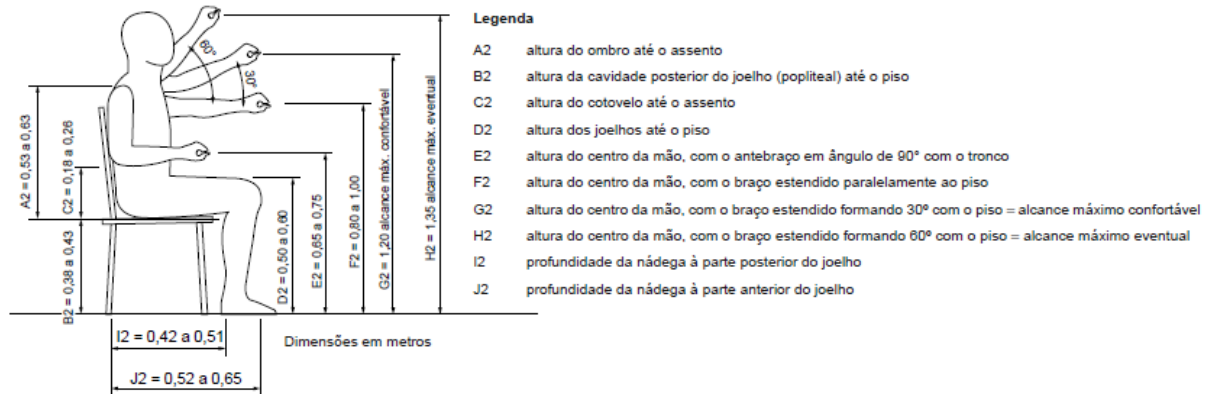 60°
30°
A2 = 0,53 a 0,63
C2 = 0,18 a 0,26
B2 = 0,38 a 0,43
D2 = 0,50 a 0,60
E2 = 0,65 a 0,75
F2 = 0,80 a 1,00
G2 = 1,20 alcance máx. confortável
H2 = 1,35 alcance máx. eventual
I2 = 0,42 a 0,51
J2 = 0,52 a 0,65
Dimensões em metros
Legenda
A2 altura do ombro até o assento
B2 altura da cavidade posterior do joelho (popliteal) até o piso
C2 altura do cotovelo até o assento
D2 altura dos joelhos até o piso
E2 altura do centro da mão, com o antebraço em ângulo de 90° com o tronco
F2 altura do centro da mão, com o braço estendido paralelamente ao piso
G2 altura do centro da mão, com o braço estendido formando 30º com o piso = alcance máximo confortável
H2 altura do centro da mão, com o braço estendido formando 60º com o piso = alcance máximo eventual
I2 profundidade da nádega à parte posterior do joelho
J2 profundidade da nádega à parte anterior do joelho